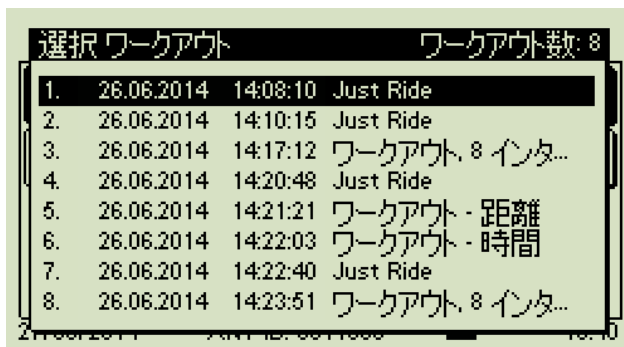 選択 ワークアウト ワークアウト数: 8
1. 26.06.2014 14:08:10 Just Ride
2. 26.06.2014 14:10:15 Just Ride
3. 26.06.2014 14:17:12 ワークアウト, 8 インタ...
4. 26.06.2014 14:20:48 Just Ride
5. 26.06.2014 14:21:21 ワークアウト - 距離
6. 26.06.2014 14:22:03 ワークアウト - 時間
7. 26.06.2014 14:22:40 Just Ride
8. 26.06.2014 14:23:51 ワークアウト, 8 インタ...